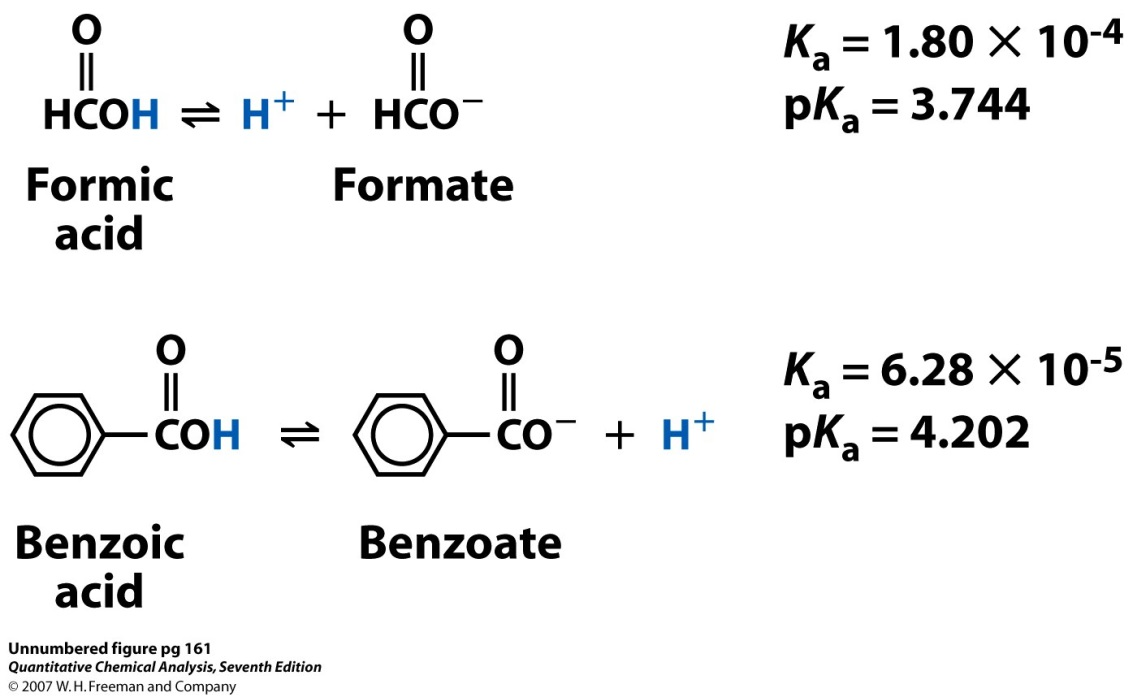 O O
HCOH ⇌ H⁺ + HCO⁻
Formic Formate
acid
Kₐ = 1.80 × 10⁻⁴
pKₐ = 3.744
O O
COH ⇌ CO⁻ + H⁺
Benzoic Benzoate
acid
Kₐ = 6.28 × 10⁻⁵
pKₐ = 4.202
Unnumbered figure pg 161
Quantitative Chemical Analysis, Seventh Edition
© 2007 W. H. Freeman and Company